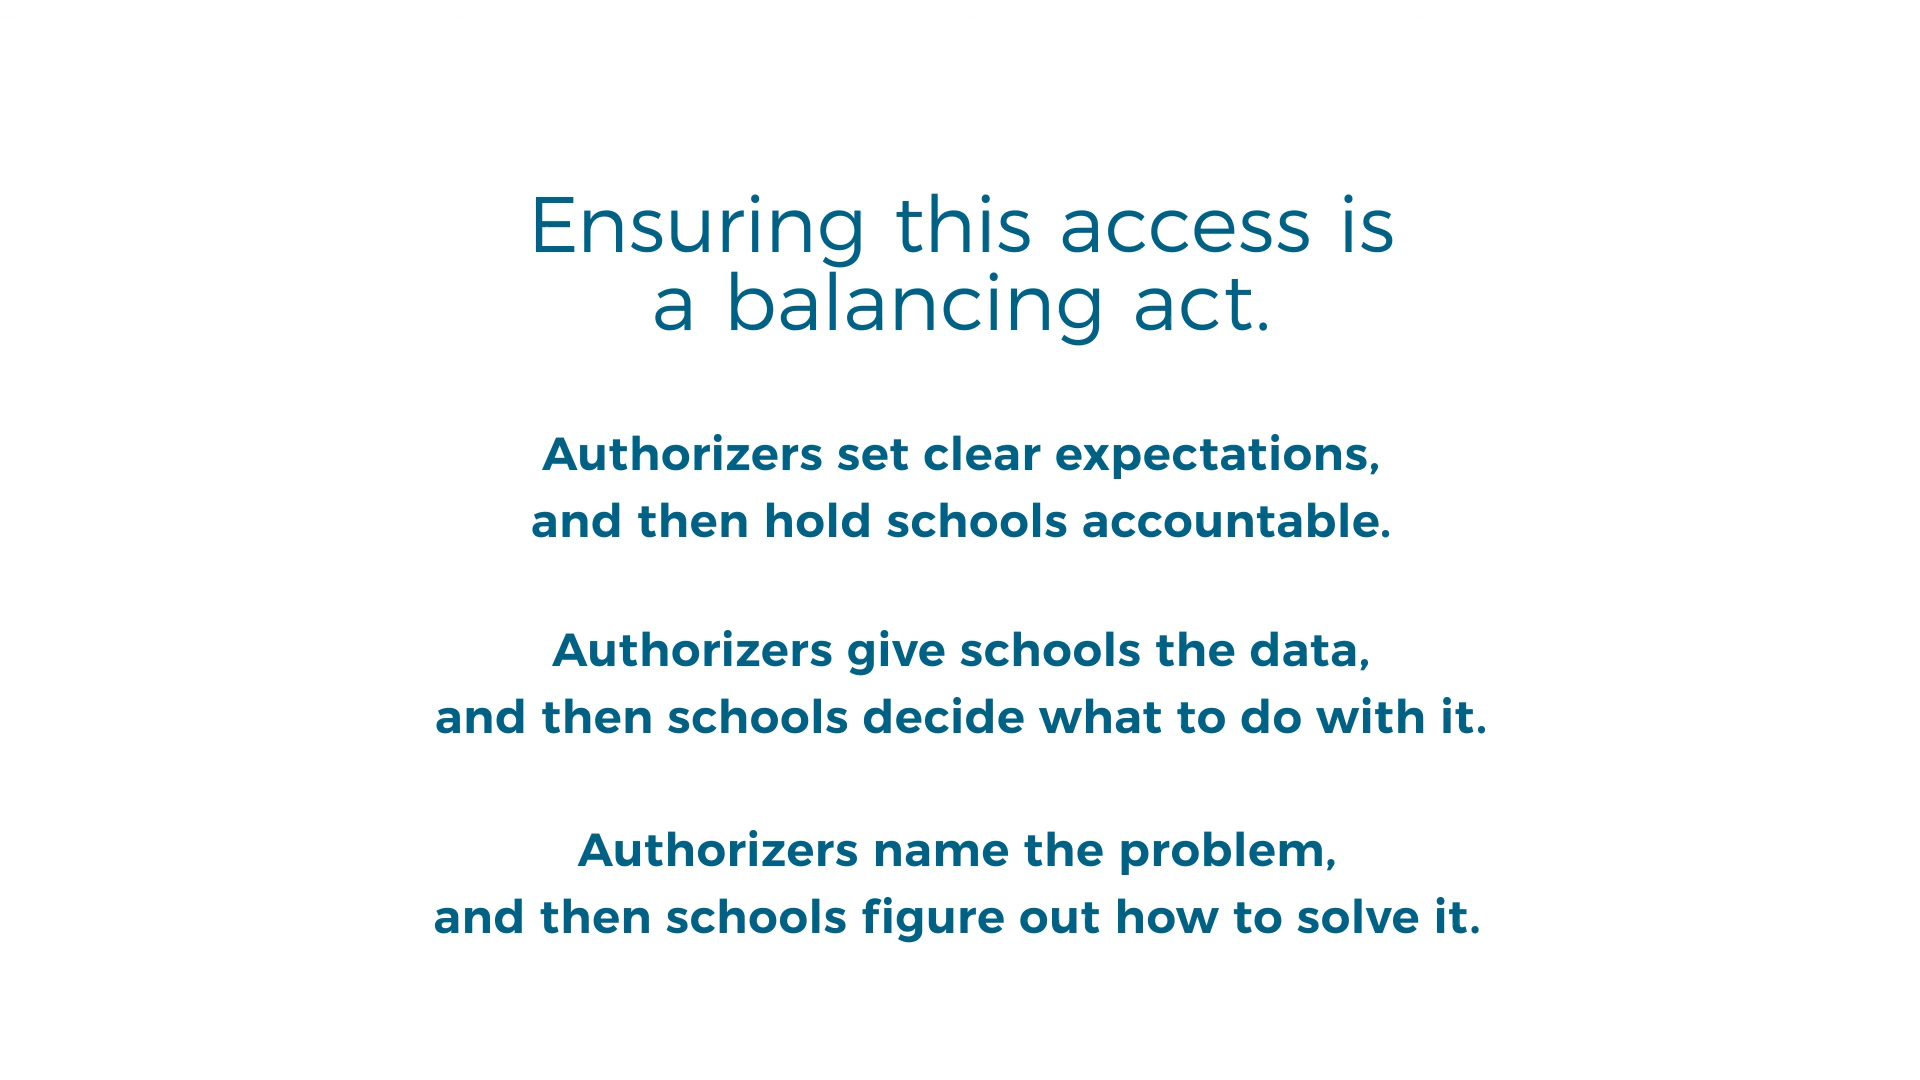 Ensuring this access is
a balancing act.
Authorizers set clear expectations,
and then hold schools accountable.
Authorizers give schools the data,
and then schools decide what to do with it.
Authorizers name the problem,
and then schools figure out how to solve it.